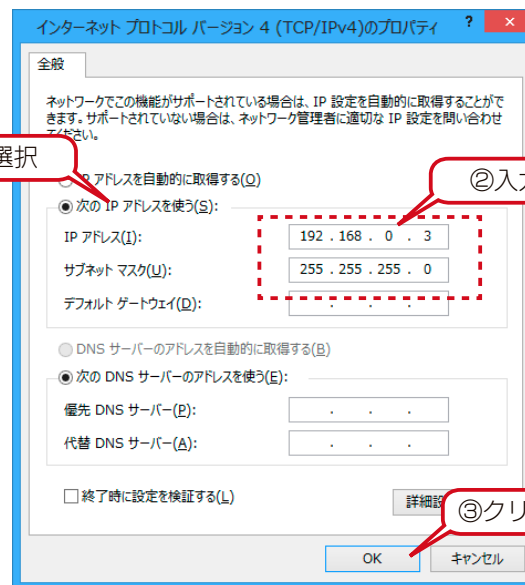 インターネット プロトコル バージョン 4 (TCP/IPv4)のプロパティ ? ×
全般
ネットワークでこの機能がサポートされている場合は、IP 設定を自動的に取得することがで
きます。サポートされていない場合は、ネットワーク管理者に適切な IP 設定を問い合わせ
てください。
選択
IP アドレスを自動的に取得する(O)
②入
次の IP アドレスを使う(S):
IP アドレス(I): 192 . 168 . 0 . 3
サブネット マスク(U): 255 . 255 . 255 . 0
デフォルト ゲートウェイ(D): . . .
DNS サーバーのアドレスを自動的に取得する(B)
次の DNS サーバーのアドレスを使う(E):
優先 DNS サーバー(P): . . .
代替 DNS サーバー(A): . . .
終了時に設定を検証する(L)
詳細設
③クリ
OK キャンセル